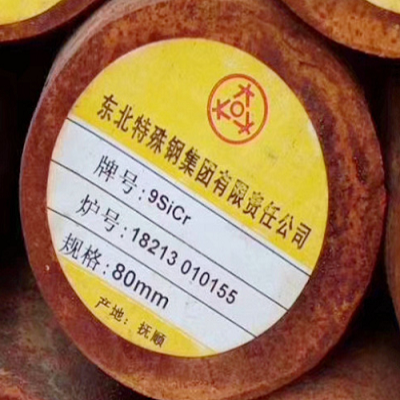 东北特殊钢集团有限责任公司
牌号:9SiCr
炉号:18213 010155
规格:80mm
产地:抚顺